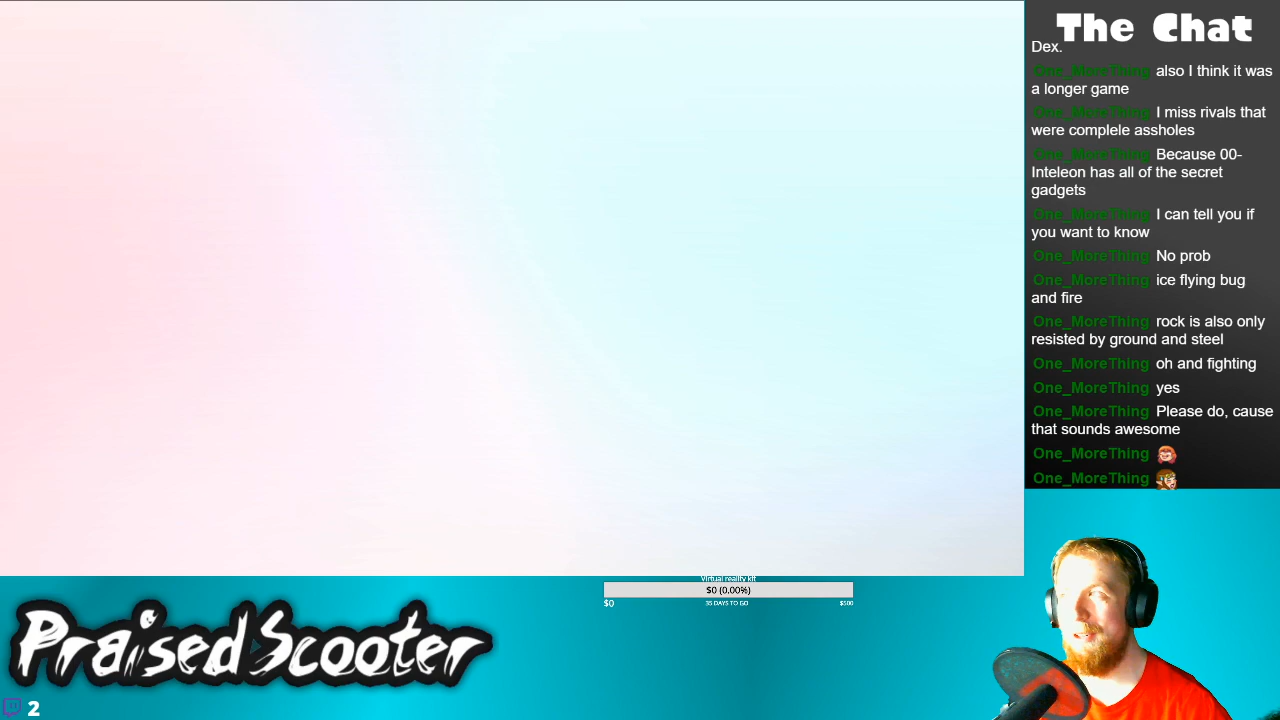 The Chat
Dex.
One_MoreThing also I think it was
a longer game
One_MoreThing I miss rivals that
were complele assholes
One_MoreThing Because 00-
Inteleon has all of the secret
gadgets
One_MoreThing I can tell you if
you want to know
One_MoreThing No prob
One_MoreThing ice flying bug
and fire
One_MoreThing rock is also only
resisted by ground and steel
One_MoreThing oh and fighting
One_MoreThing yes
One_MoreThing Please do, cause
that sounds awesome
One_MoreThing
One_MoreThing
Virtual reality kit
$0 (0.00%)
$0 35 DAYS TO GO $500
Praised Scooter
2